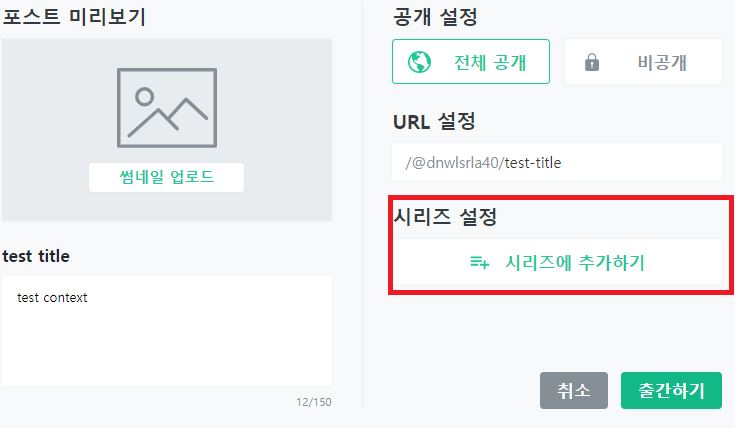 포스트 미리보기
썸네일 업로드
test title
test context
12/150
공개 설정
전체 공개
비공개
URL 설정
/@dnwlsrla40/test-title
시리즈 설정
시리즈에 추가하기
취소
출간하기